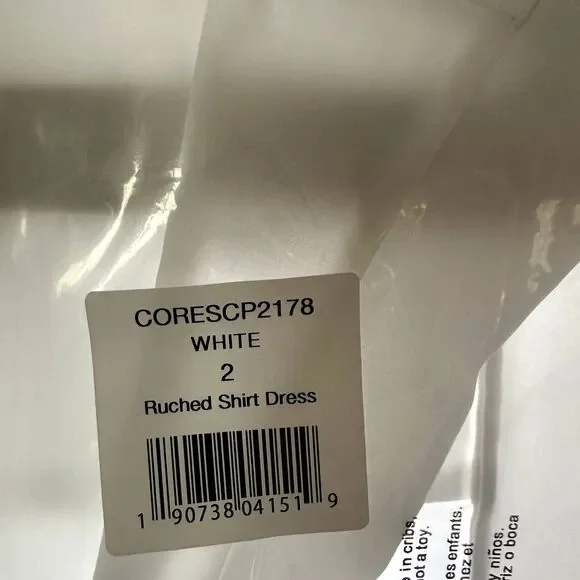 CORESCP2178
WHITE
2
Ruched Shirt Dress
1 90738 04151 9
in cribs,
ot a toy.
es enfants.
nez et
y niños.
iz o boca